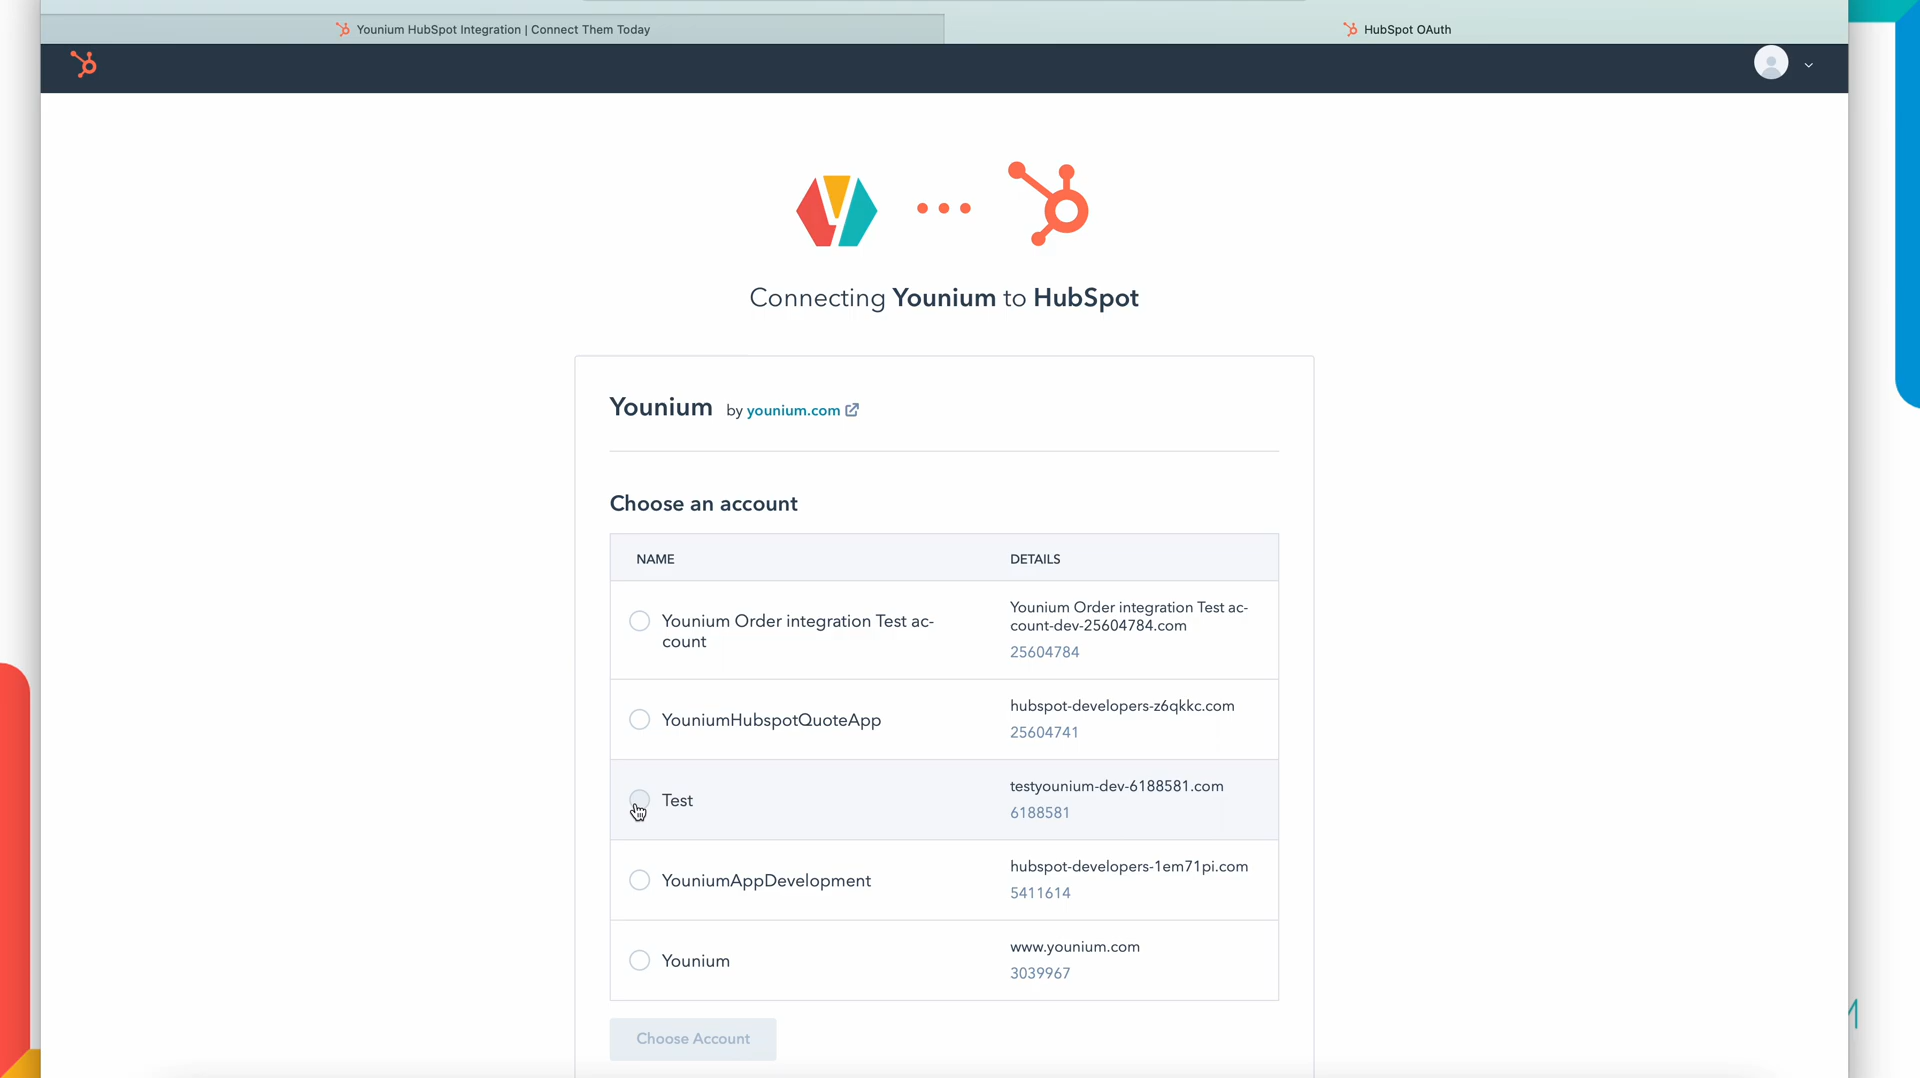 Younium HubSpot Integration | Connect Them Today
HubSpot OAuth
Connecting Younium to HubSpot
Younium by younium.com
Choose an account
NAME
DETAILS
Younium Order integration Test ac-
count
Younium Order integration Test ac-
count-dev-25604784.com
25604784
YouniumHubspotQuoteApp
hubspot-developers-z6qkkc.com
25604741
Test
testyounium-dev-6188581.com
6188581
YouniumAppDevelopment
hubspot-developers-1em71pi.com
5411614
Younium
www.younium.com
3039967
Choose Account